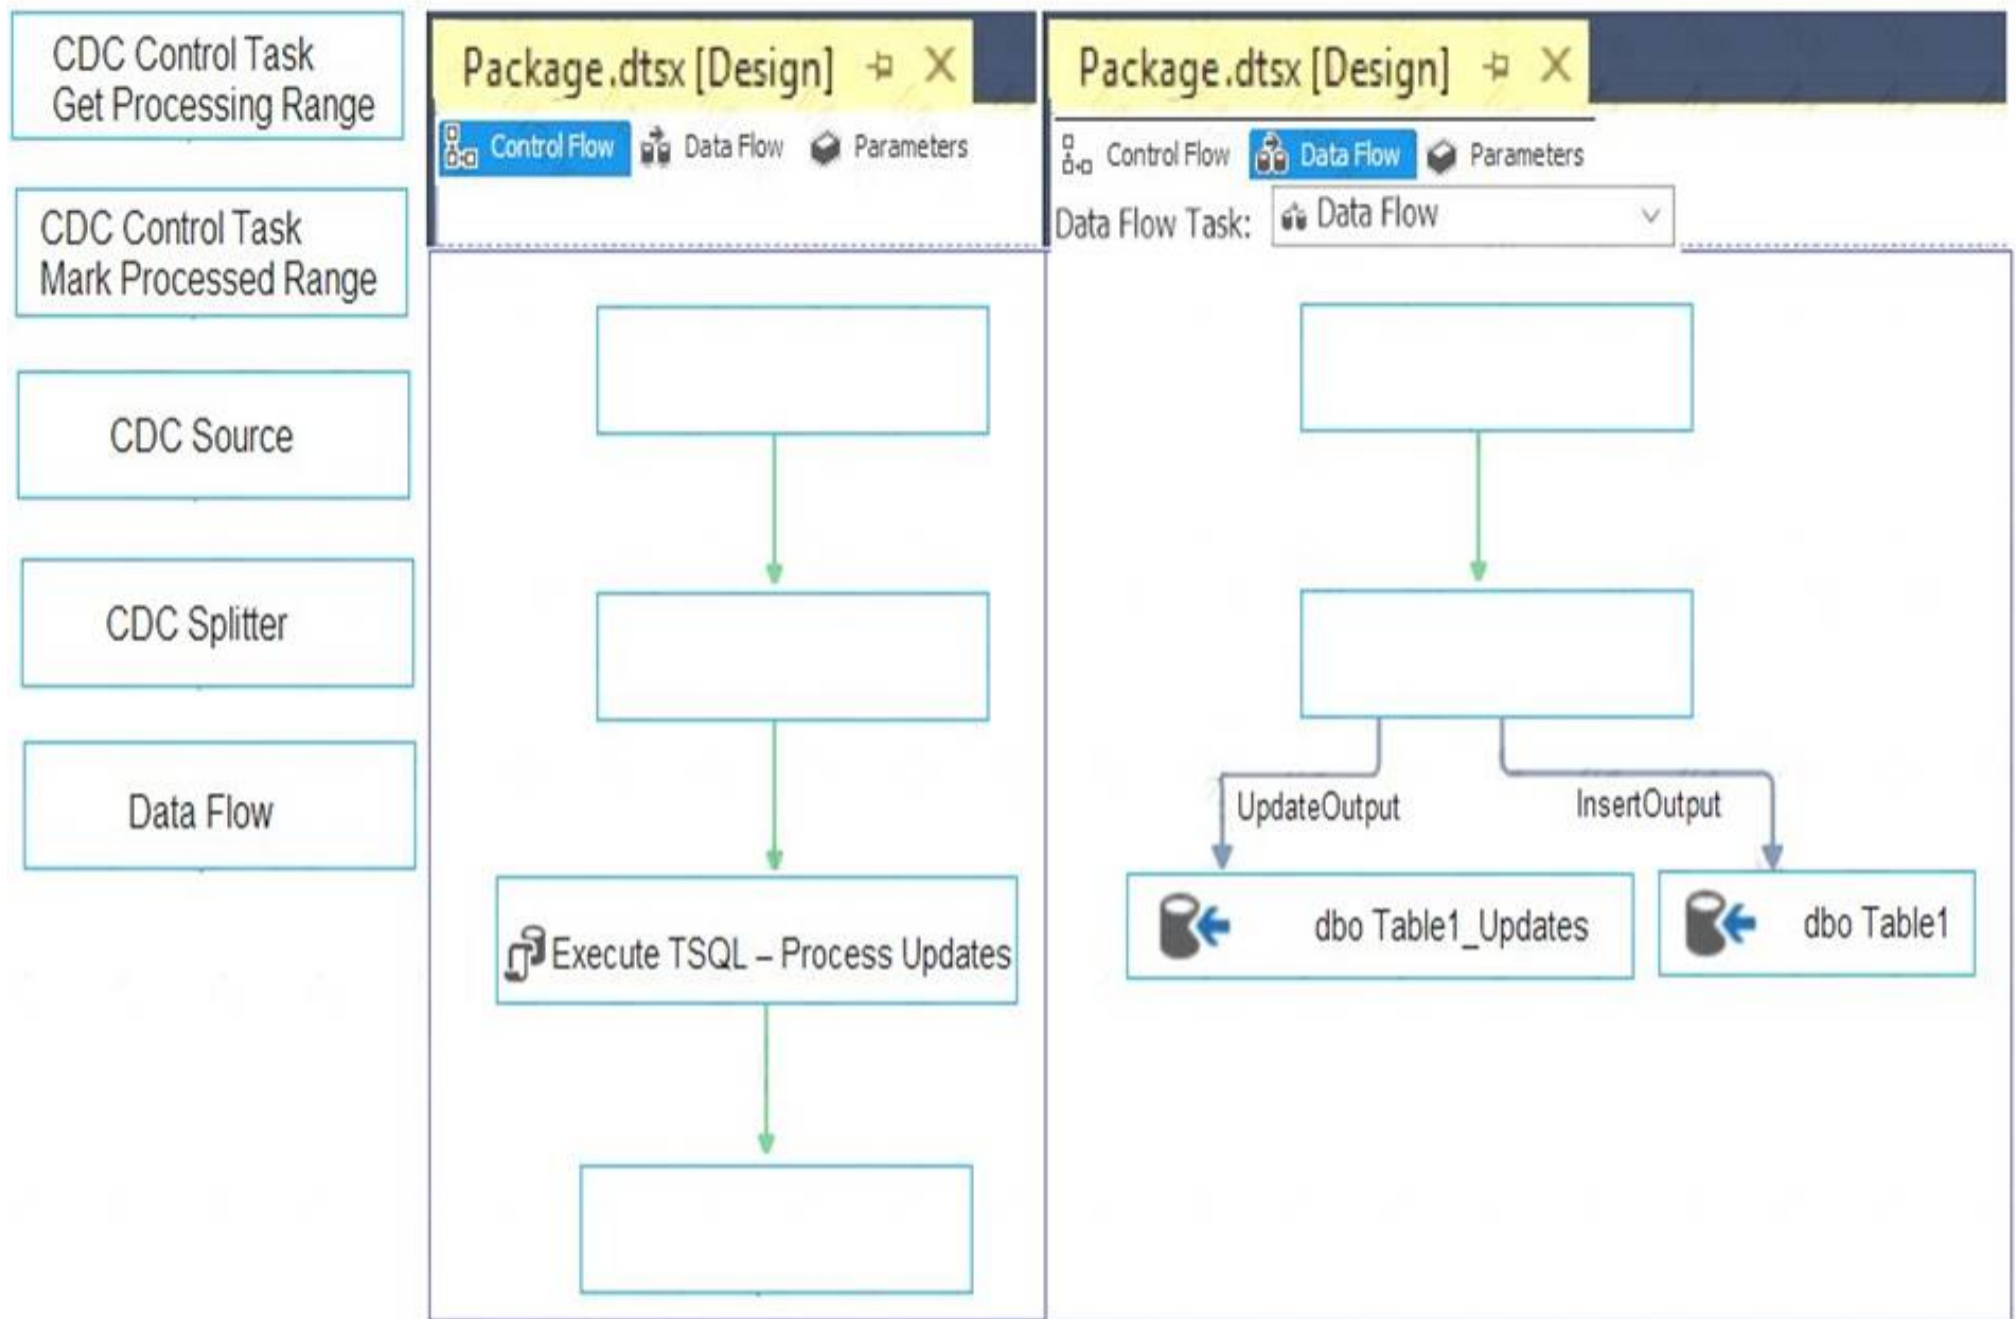 CDC Control Task
Get Processing Range
CDC Control Task
Mark Processed Range
CDC Source
CDC Splitter
Data Flow
Package.dtsx [Design]
Control Flow Data Flow Parameters
Execute TSQL – Process Updates
Package.dtsx [Design]
Control Flow Data Flow Parameters
Data Flow Task: Data Flow
UpdateOutput
InsertOutput
dbo Table1_Updates
dbo Table1